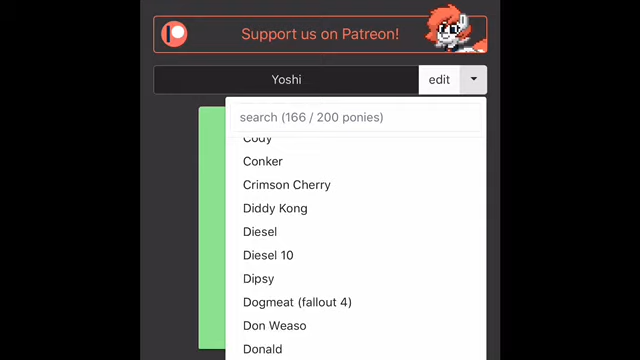 Support us on Patreon!
Yoshi
edit
search (166 / 200 ponies)
Cody
Conker
Crimson Cherry
Diddy Kong
Diesel
Diesel 10
Dipsy
Dogmeat (fallout 4)
Don Weaso
Donald